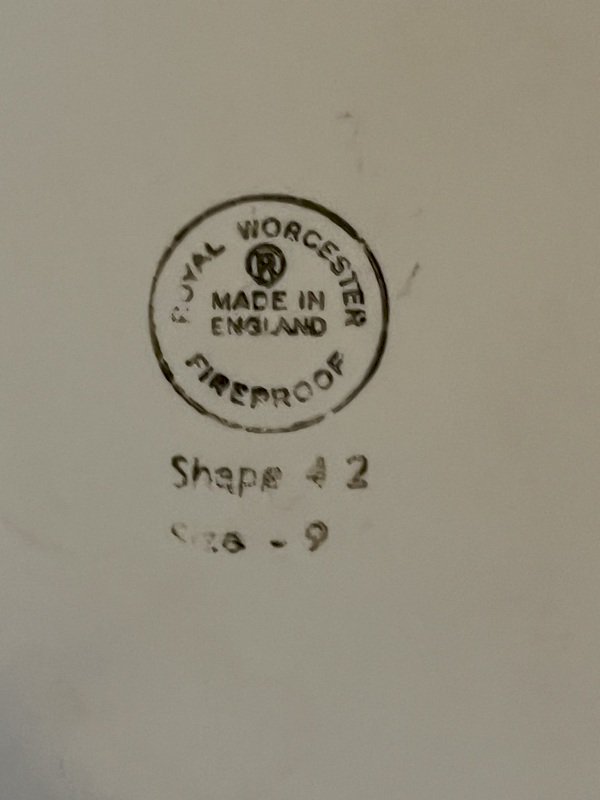 ROYAL WORCESTER
R
MADE IN
ENGLAND
FIREPROOF
Shape 42
Size - 9